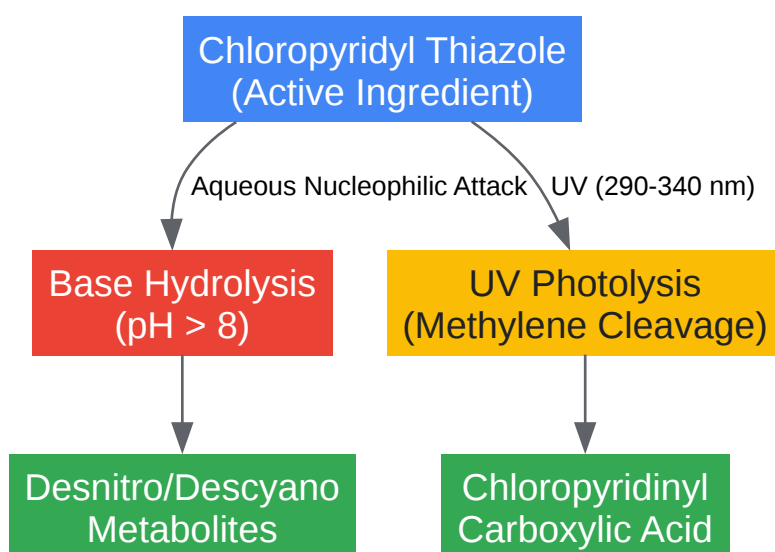 Chloropyridyl Thiazole
(Active Ingredient)
Aqueous Nucleophilic Attack
UV (290-340 nm)
Base Hydrolysis
(pH > 8)
UV Photolysis
(Methylene Cleavage)
Desnitro/Descyano
Metabolites
Chloropyridinyl
Carboxylic Acid